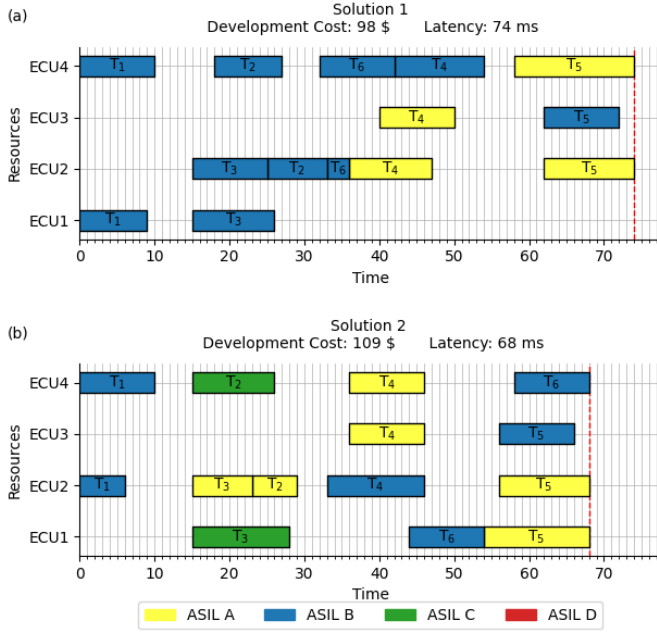 (a)
Solution 1
Development Cost: 98 $ Latency: 74 ms
Resources
ECU4 T₁ T₂ T₆ T₄ T₅
ECU3 T₄ T₅
ECU2 T₃ T₂ T₆ T₄ T₅
ECU1 T₁ T₃
0 10 20 30 40 50 60 70
Time
(b)
Solution 2
Development Cost: 109 $ Latency: 68 ms
Resources
ECU4 T₁ T₂ T₄ T₆
ECU3 T₄ T₅
ECU2 T₁ T₃ T₂ T₄ T₅
ECU1 T₃ T₆ T₅
0 10 20 30 40 50 60 70
Time
ASIL A ASIL B ASIL C ASIL D